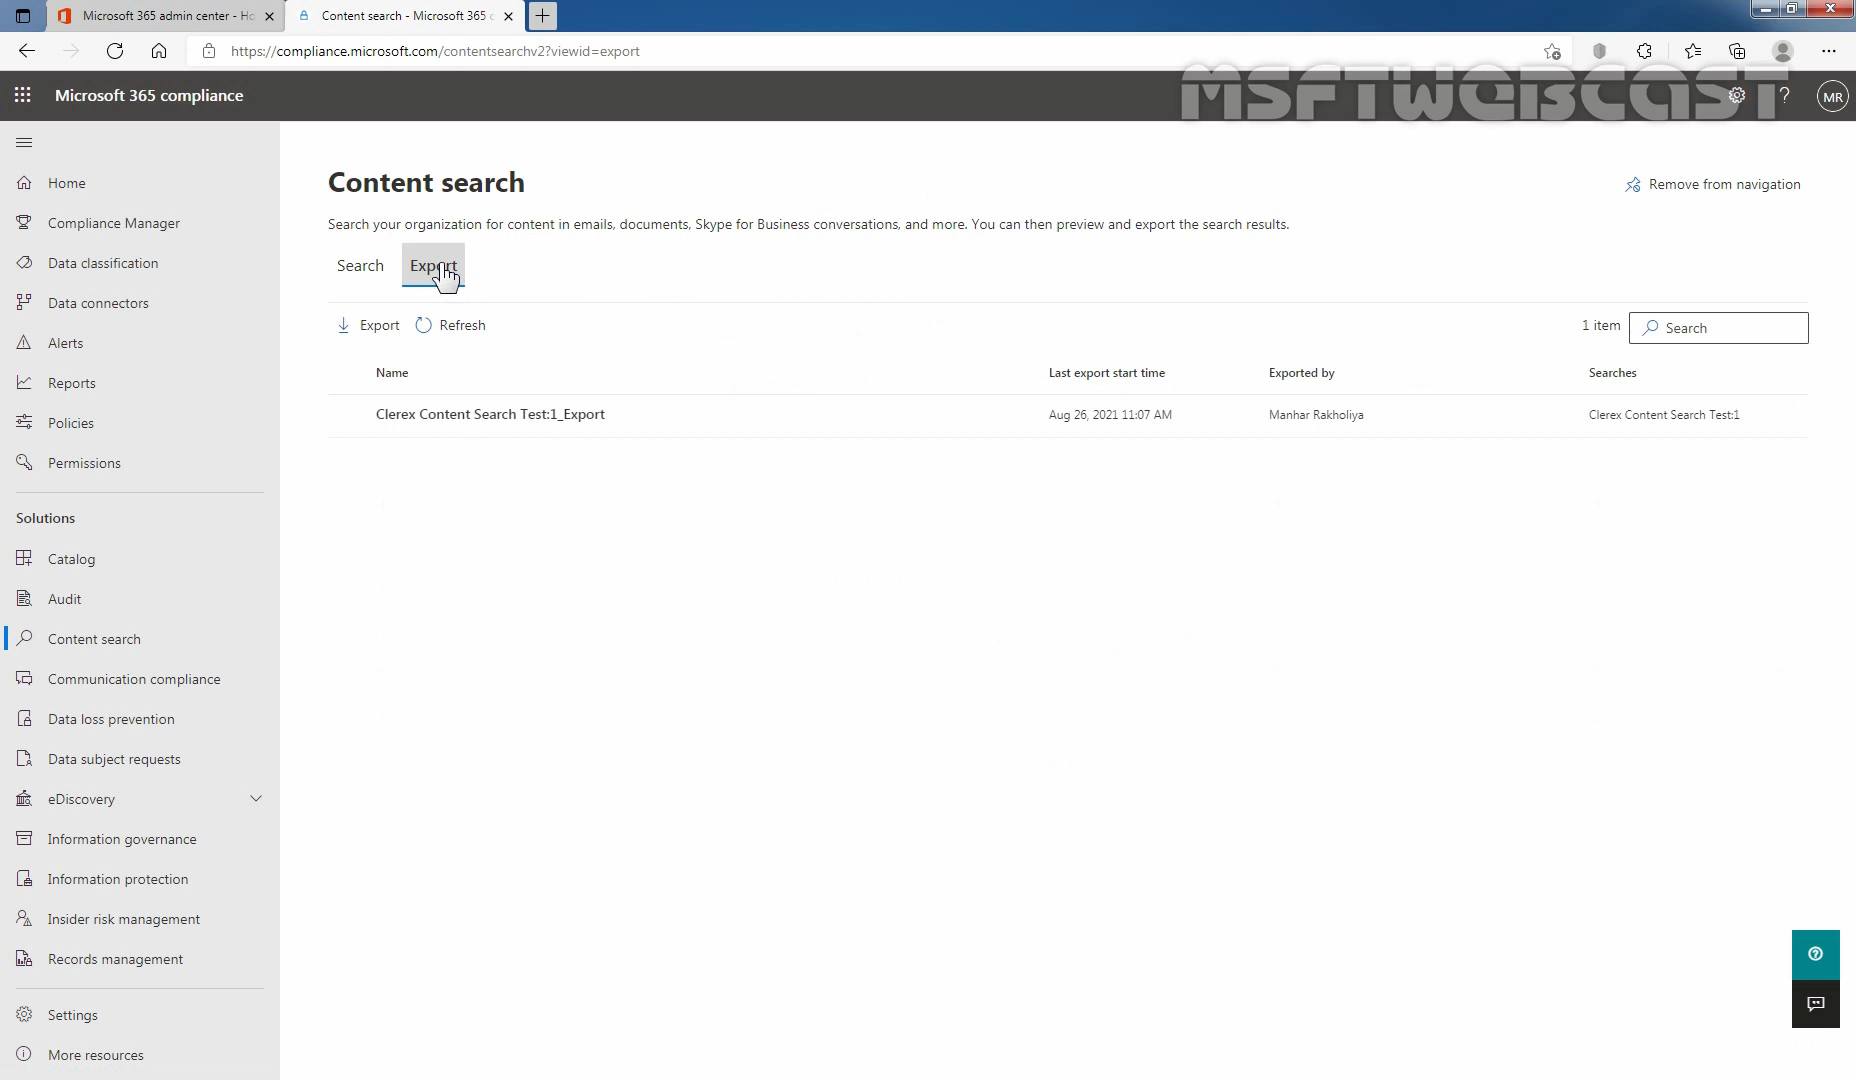 Microsoft 365 admin center - Ho
Content search - Microsoft 365 c
https://compliance.microsoft.com/contentsearchv2?viewid=export
Microsoft 365 compliance
MSFTWEBCAST
MR
Home
Compliance Manager
Data classification
Data connectors
Alerts
Reports
Policies
Permissions
Solutions
Catalog
Audit
Content search
Communication compliance
Data loss prevention
Data subject requests
eDiscovery
Information governance
Information protection
Insider risk management
Records management
Settings
More resources
Content search
Remove from navigation
Search your organization for content in emails, documents, Skype for Business conversations, and more. You can then preview and export the search results.
Search Export
Export Refresh
1 item Search
Name Last export start time Exported by Searches
Clerex Content Search Test:1_Export Aug 26, 2021 11:07 AM Manhar Rakholiya Clerex Content Search Test:1